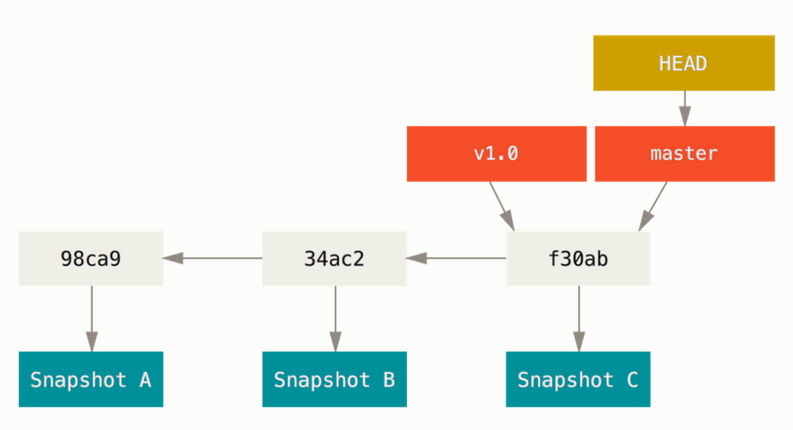 HEAD
v1.0
master
98ca9
34ac2
f30ab
Snapshot A
Snapshot B
Snapshot C